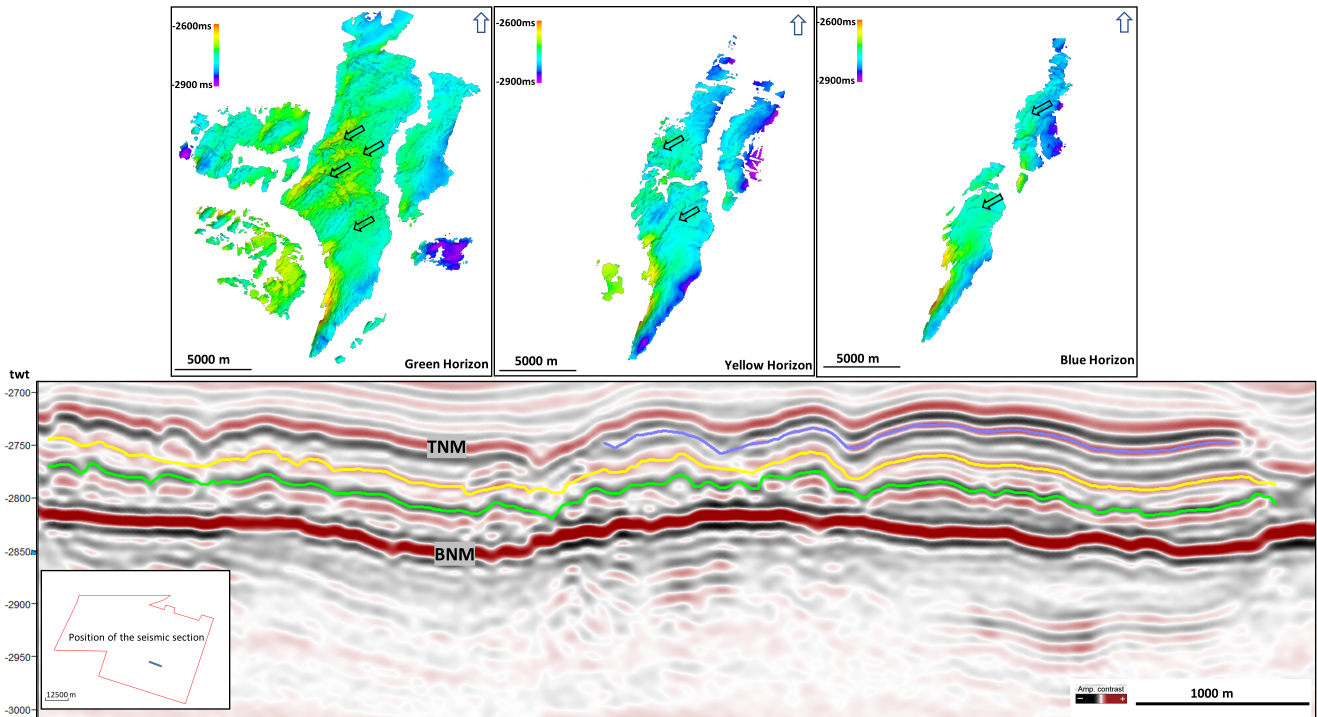 -2600ms
-2900 ms
5000 m
Green Horizon
-2600ms
-2900ms
5000 m
Yellow Horizon
-2600ms
-2900ms
5000 m
Blue Horizon
twt
-2700
-2750
-2800
-2850
-2900
-2950
-3000
TNM
BNM
Position of the seismic section
12500 m
Amp. contrast
- +
1000 m